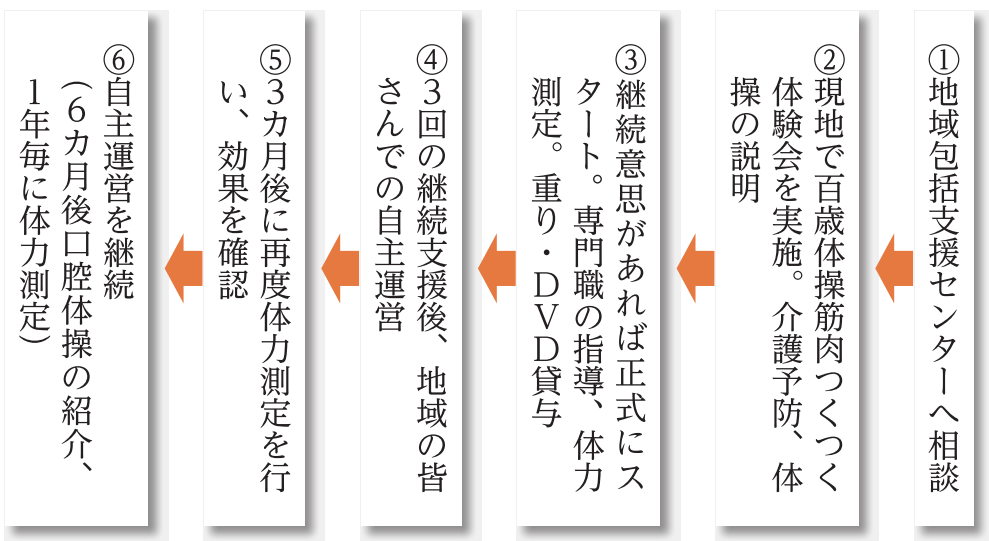 ①地域包括支援センターへ相談
②現地で百歳体操筋肉つくつく
体験会を実施。介護予防、体
操の説明
③継続意思があれば正式にス
タート。専門職の指導、体力
測定。重り・ＤＶＤ貸与
④３回の継続支援後、地域の皆
さんでの自主運営
⑤３カ月後に再度体力測定を行
い、効果を確認
⑥自主運営を継続
（６カ月後口腔体操の紹介、
１年毎に体力測定）